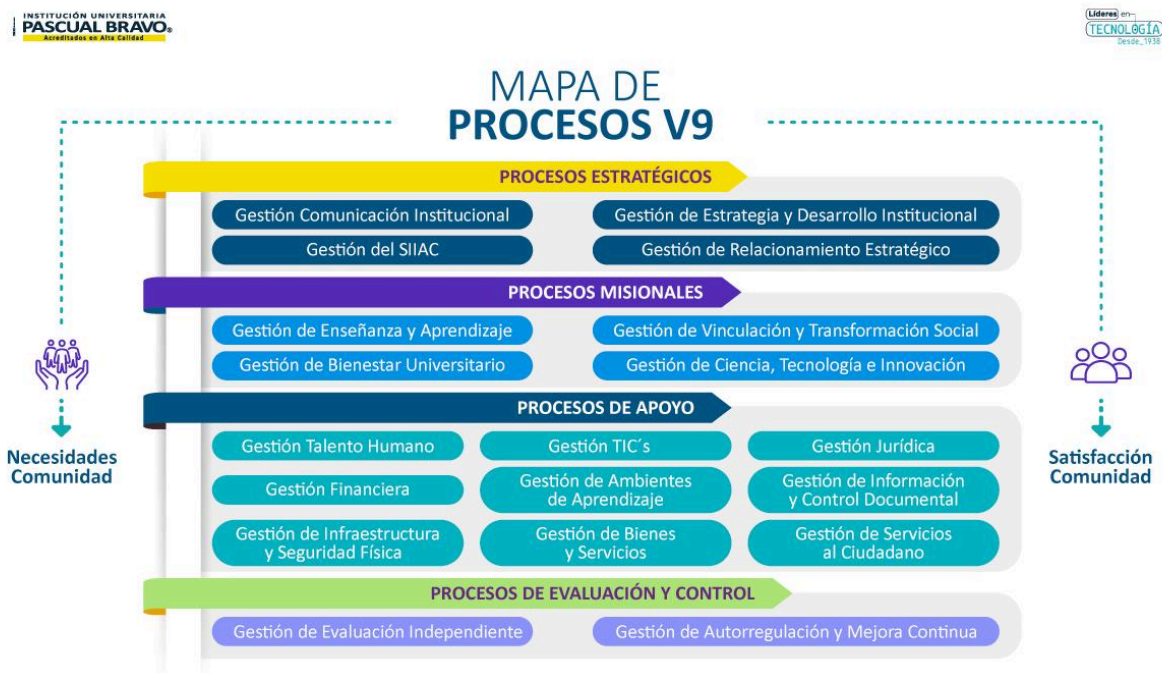 INSTITUCIÓN UNIVERSITARIA
PASCUAL BRAVO®
Acreditados en Alta Calidad
Líderes en
TECNOLOGÍA
Desde_1938
MAPA DE
PROCESOS V9
PROCESOS ESTRATÉGICOS
Gestión Comunicación Institucional
Gestión de Estrategia y Desarrollo Institucional
Gestión del SIIAC
Gestión de Relacionamiento Estratégico
PROCESOS MISIONALES
Gestión de Enseñanza y Aprendizaje
Gestión de Vinculación y Transformación Social
Gestión de Bienestar Universitario
Gestión de Ciencia, Tecnología e Innovación
PROCESOS DE APOYO
Gestión Talento Humano
Gestión TIC´s
Gestión Jurídica
Gestión Financiera
Gestión de Ambientes
de Aprendizaje
Gestión de Información
y Control Documental
Gestión de Infraestructura
y Seguridad Física
Gestión de Bienes
y Servicios
Gestión de Servicios
al Ciudadano
PROCESOS DE EVALUACIÓN Y CONTROL
Gestión de Evaluación Independiente
Gestión de Autorregulación y Mejora Continua
Necesidades
Comunidad
Satisfacción
Comunidad